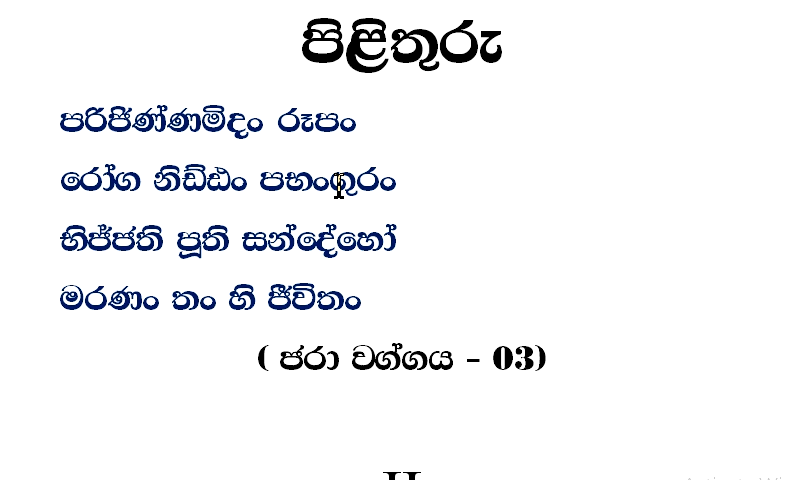 පිළිතුරු
පරිජිණ්ණමිදං රූපං
රෝග නිඩ්ඪං පභංගුරං
භිජ්ජති පූති සන්දේහෝ
මරණං තං හි ජීවිතං
( ජරා වග්ගය - 03)